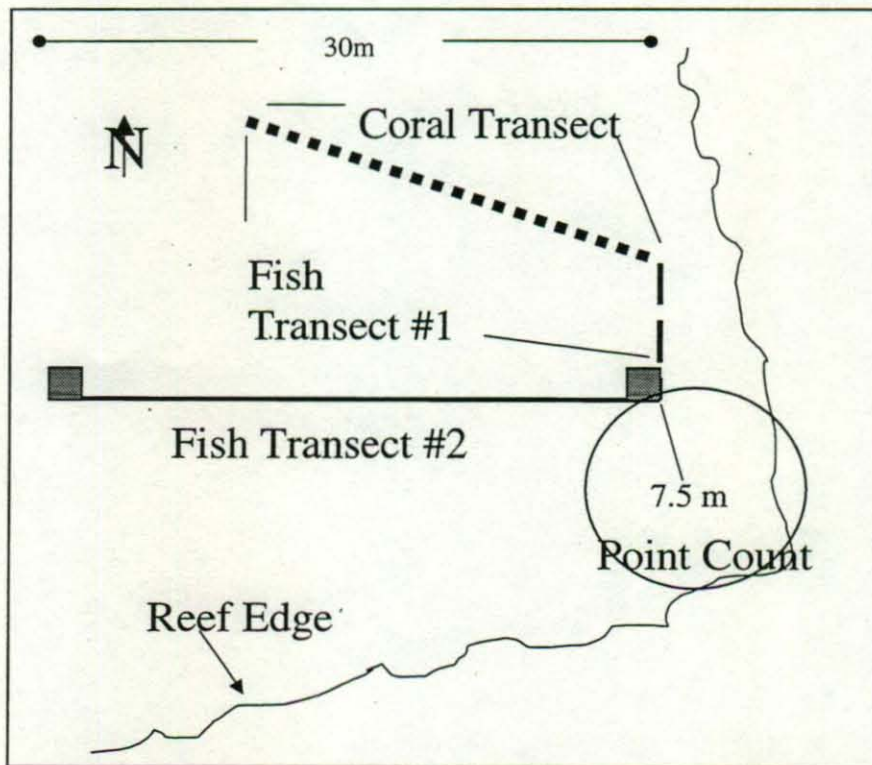 30m
N
Coral Transect
Fish
Transect #1
Fish Transect #2
7.5 m
Point Count
Reef Edge